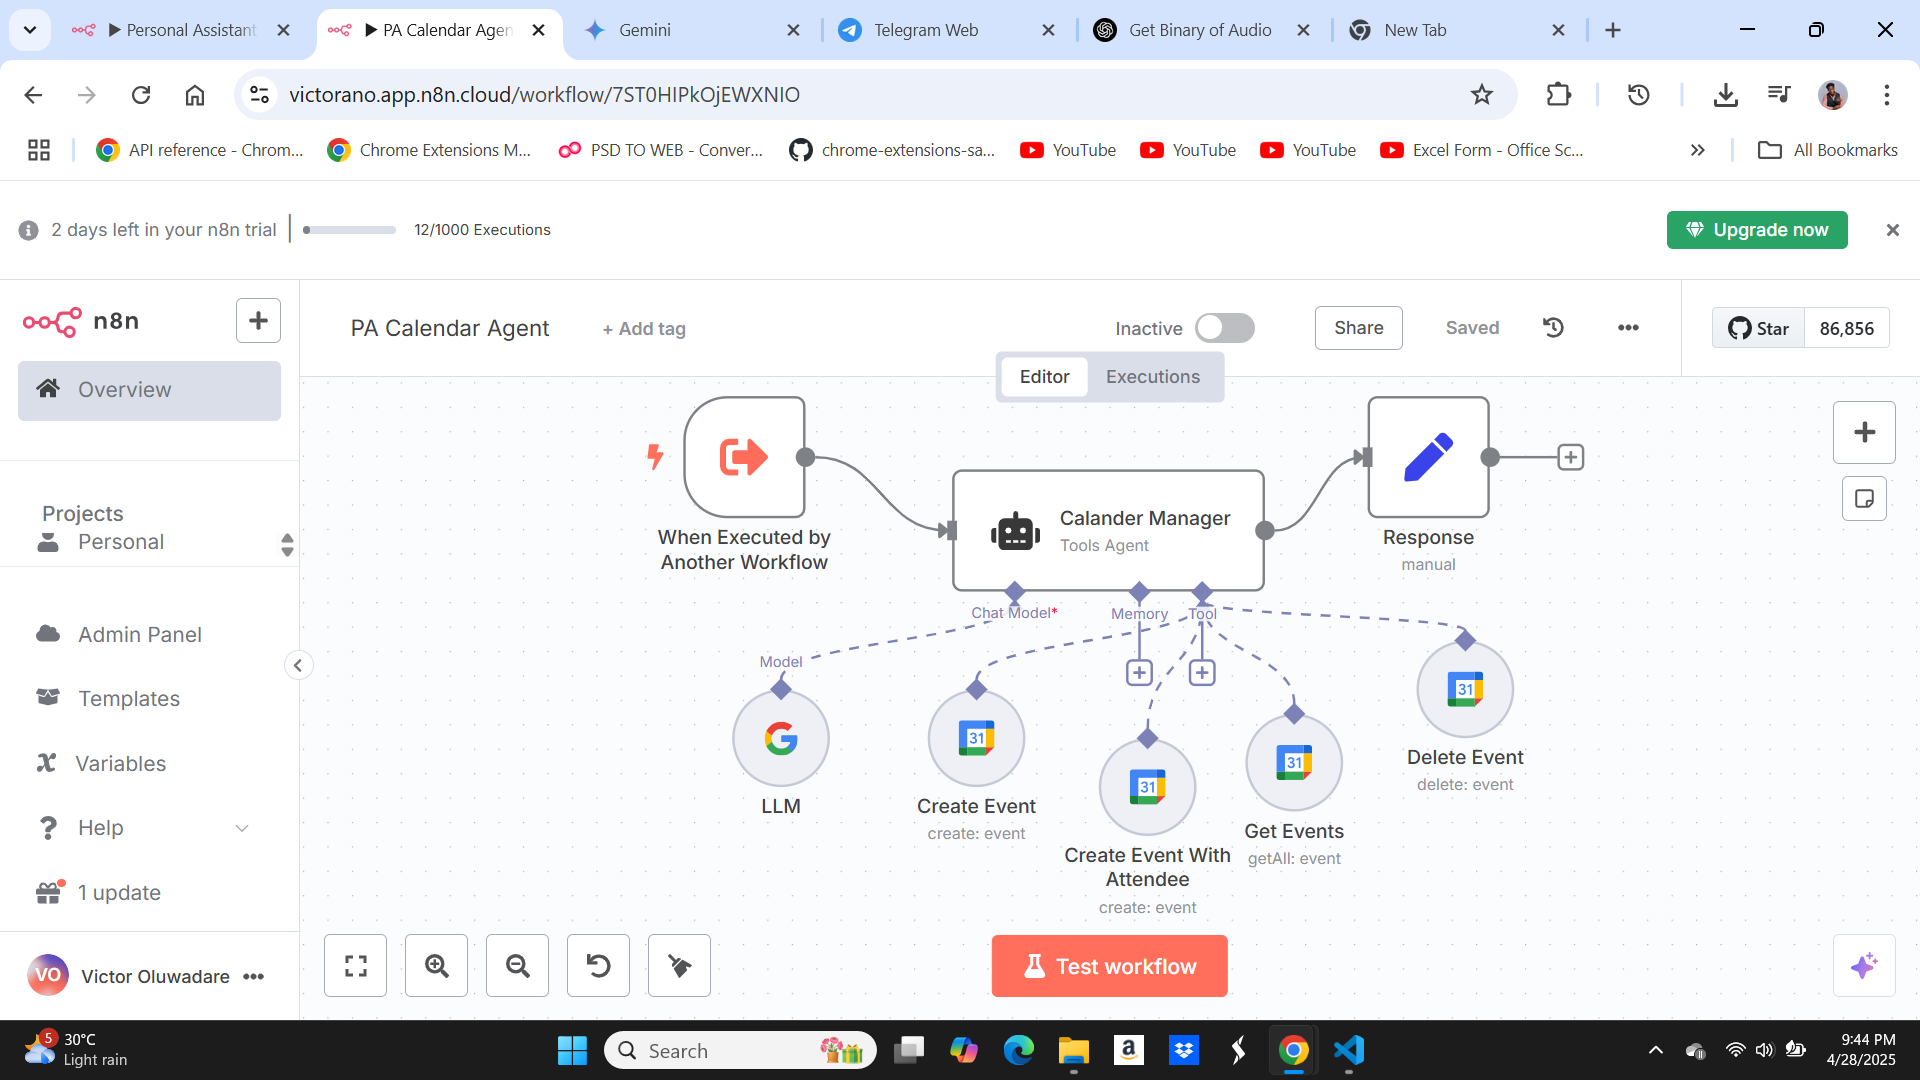 Personal Assistant
PA Calendar Agen
Gemini
Telegram Web
Get Binary of Audio
New Tab
victorano.app.n8n.cloud/workflow/7ST0HIPkOjEWXNIO
API reference - Chrom...
Chrome Extensions M...
PSD TO WEB - Conver...
chrome-extensions-sa...
YouTube
YouTube
YouTube
Excel Form - Office Sc...
All Bookmarks
2 days left in your n8n trial
12/1000 Executions
Upgrade now
n8n
PA Calendar Agent
+ Add tag
Inactive
Share
Saved
Star
86,856
Editor
Executions
Overview
Projects
Personal
Admin Panel
Templates
Variables
Help
1 update
VO
Victor Oluwadare
When Executed by
Another Workflow
Calander Manager
Tools Agent
Response
manual
Chat Model*
Memory
Tool
Model
LLM
31
Create Event
create: event
31
Create Event With
Attendee
create: event
31
Get Events
getAll: event
31
Delete Event
delete: event
Test workflow
5
30°C
Light rain
Search
a
9:44 PM
4/28/2025